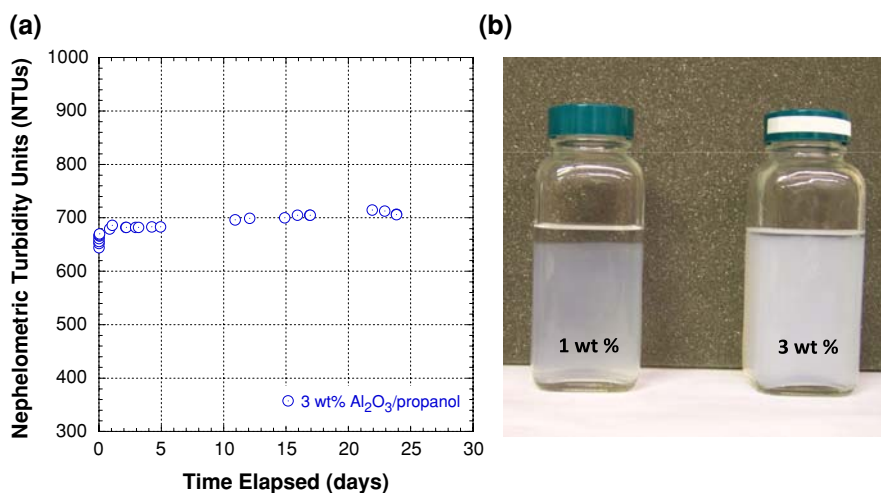 (a)
(b)
Nephelometric Turbidity Units (NTUs)
1000
900
800
700
600
500
400
300
0
5
10
15
20
25
30
3 wt% Al₂O₃/propanol
Time Elapsed (days)
1 wt %
3 wt %